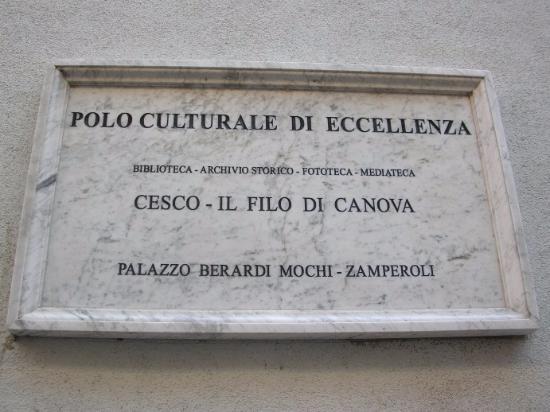 POLO CULTURALE DI ECCELLENZA
BIBLIOTECA - ARCHIVIO STORICO - FOTOTECA - MEDIATECA
CESCO - IL FILO DI CANOVA
PALAZZO BERARDI MOCHI - ZAMPEROLI